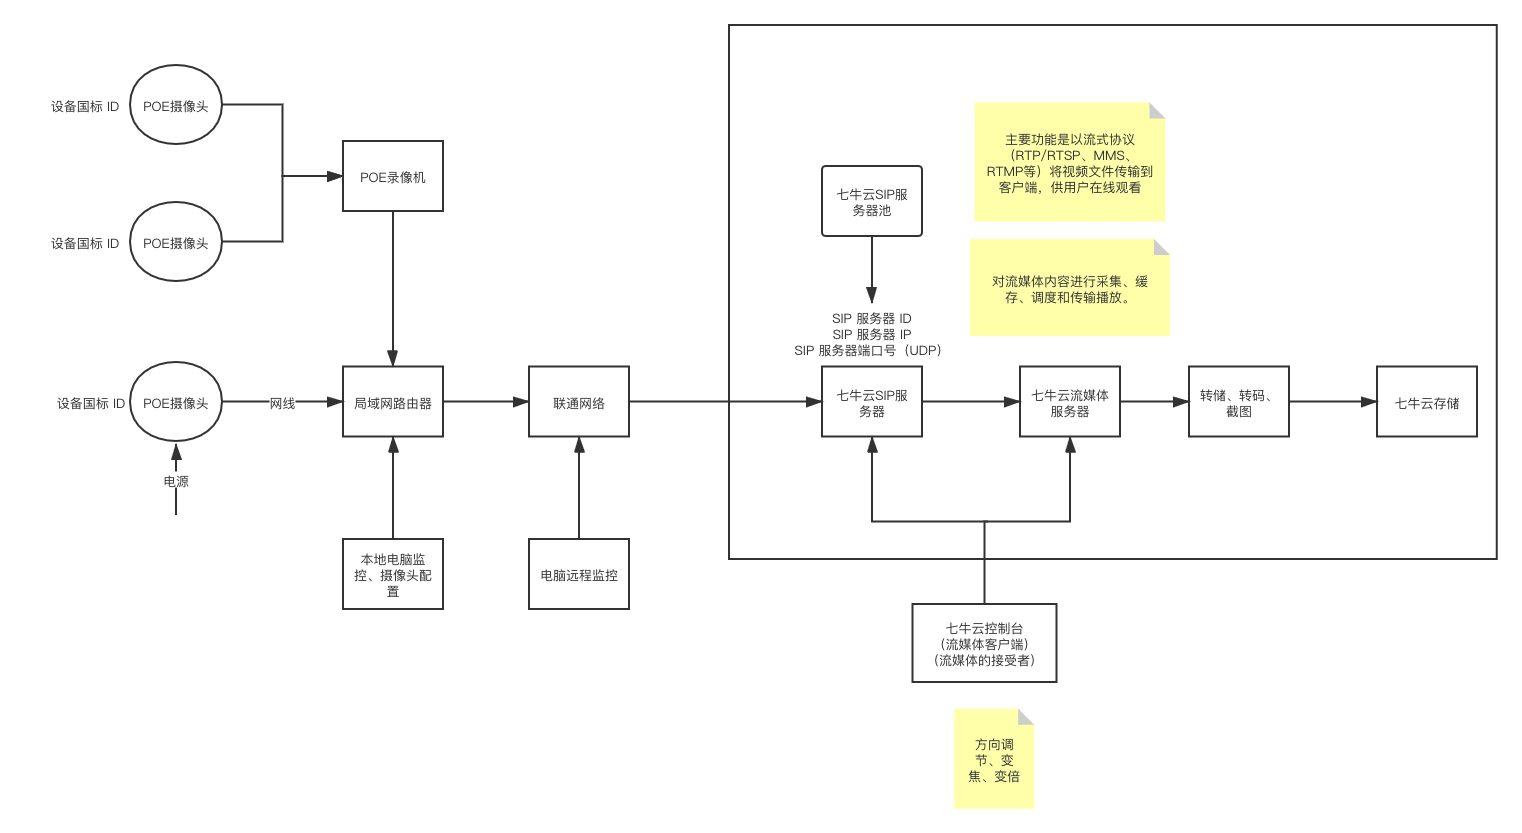 设备国标 ID
POE摄像头
设备国标 ID
POE摄像头
POE录像机
设备国标 ID
POE摄像头
网线
电源
局域网路由器
联通网络
本地电脑监
控、摄像头配
置
电脑远程监控
七牛云SIP服
务器池
主要功能是以流式协议
（RTP/RTSP、MMS、
RTMP等）将视频文件传输到
客户端，供用户在线观看
对流媒体内容进行采集、缓
存、调度和传输播放。
SIP 服务器 ID
SIP 服务器 IP
SIP 服务器端口号（UDP）
七牛云SIP服
务器
七牛云流媒体
服务器
转储、转码、
截图
七牛云存储
七牛云控制台
（流媒体客户端）
（流媒体的接受者）
方向调
节、变
焦、变倍